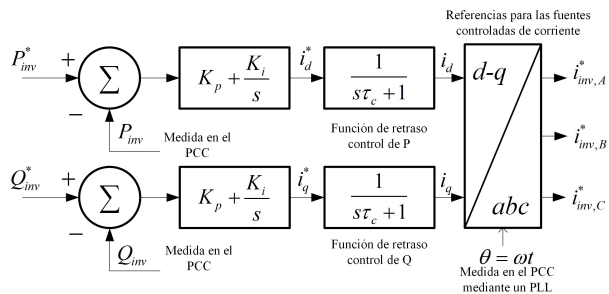 Referencias para las fuentes
controladas de corriente
P*inv + Σ − Kp + Ki/s i*d 1/(sτc + 1) id d-q i*inv,A
Pinv Medida en el
PCC
Función de retraso
control de P
i*inv,B
Q*inv + Σ − Kp + Ki/s i*q 1/(sτc + 1) iq abc i*inv,C
Qinv Medida en el
PCC
Función de retraso
control de Q
θ = ωt
Medida en el PCC
mediante un PLL